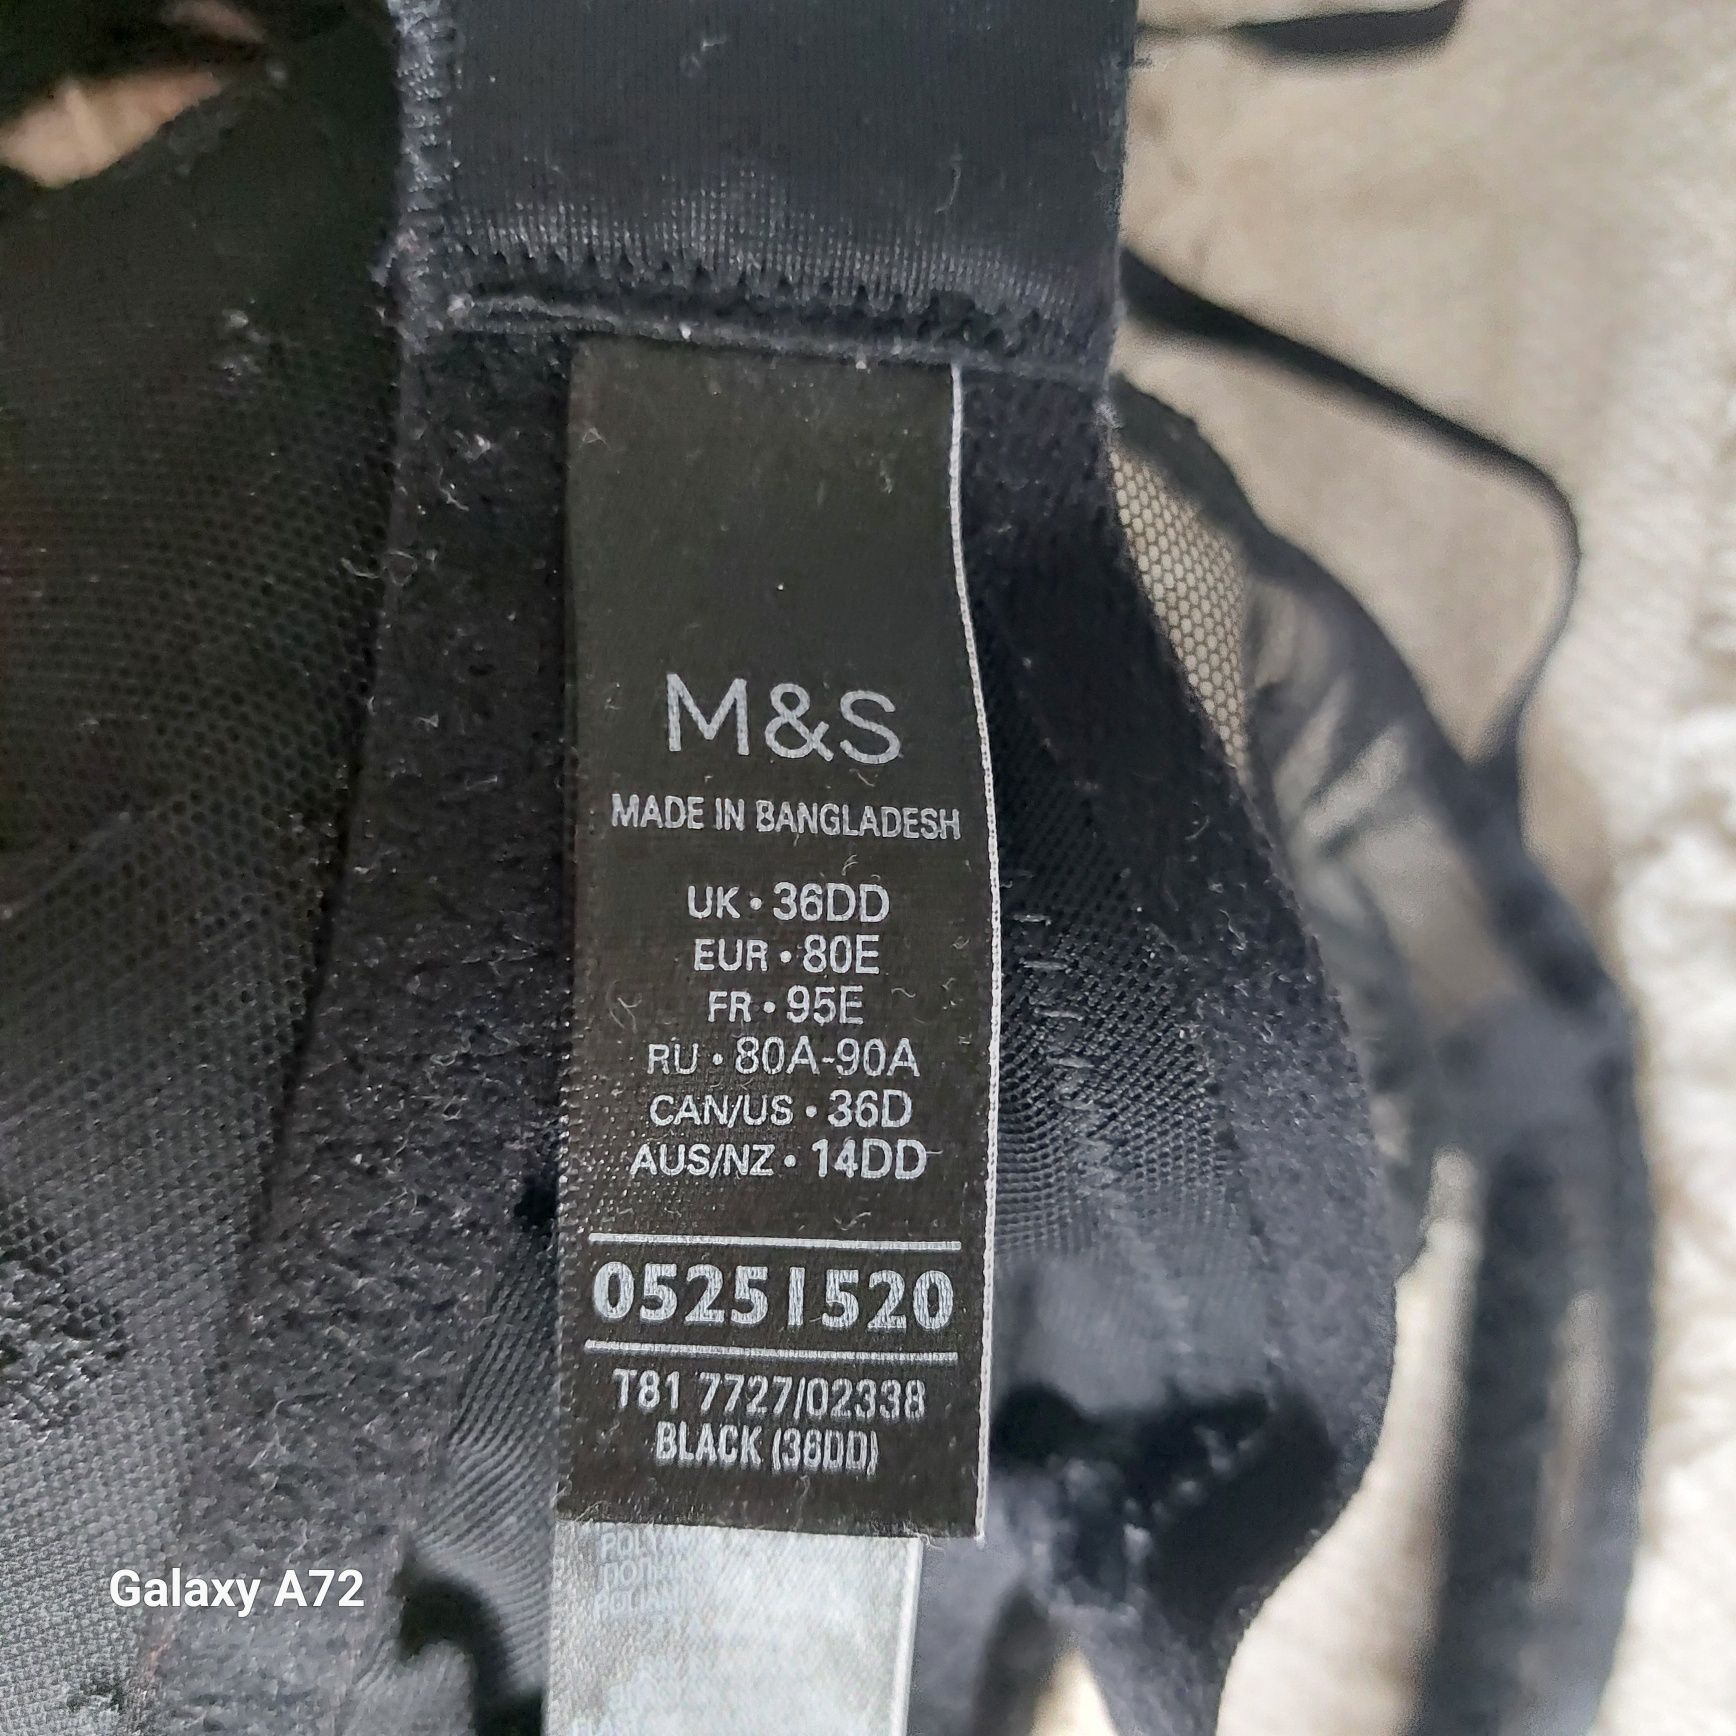 M&S
MADE IN BANGLADESH
UK • 36DD
EUR • 80E
FR • 95E
RU • 80A-90A
CAN/US • 36D
AUS/NZ • 14DD
05251520
T81 7727/02338
BLACK (36DD)
Galaxy A72